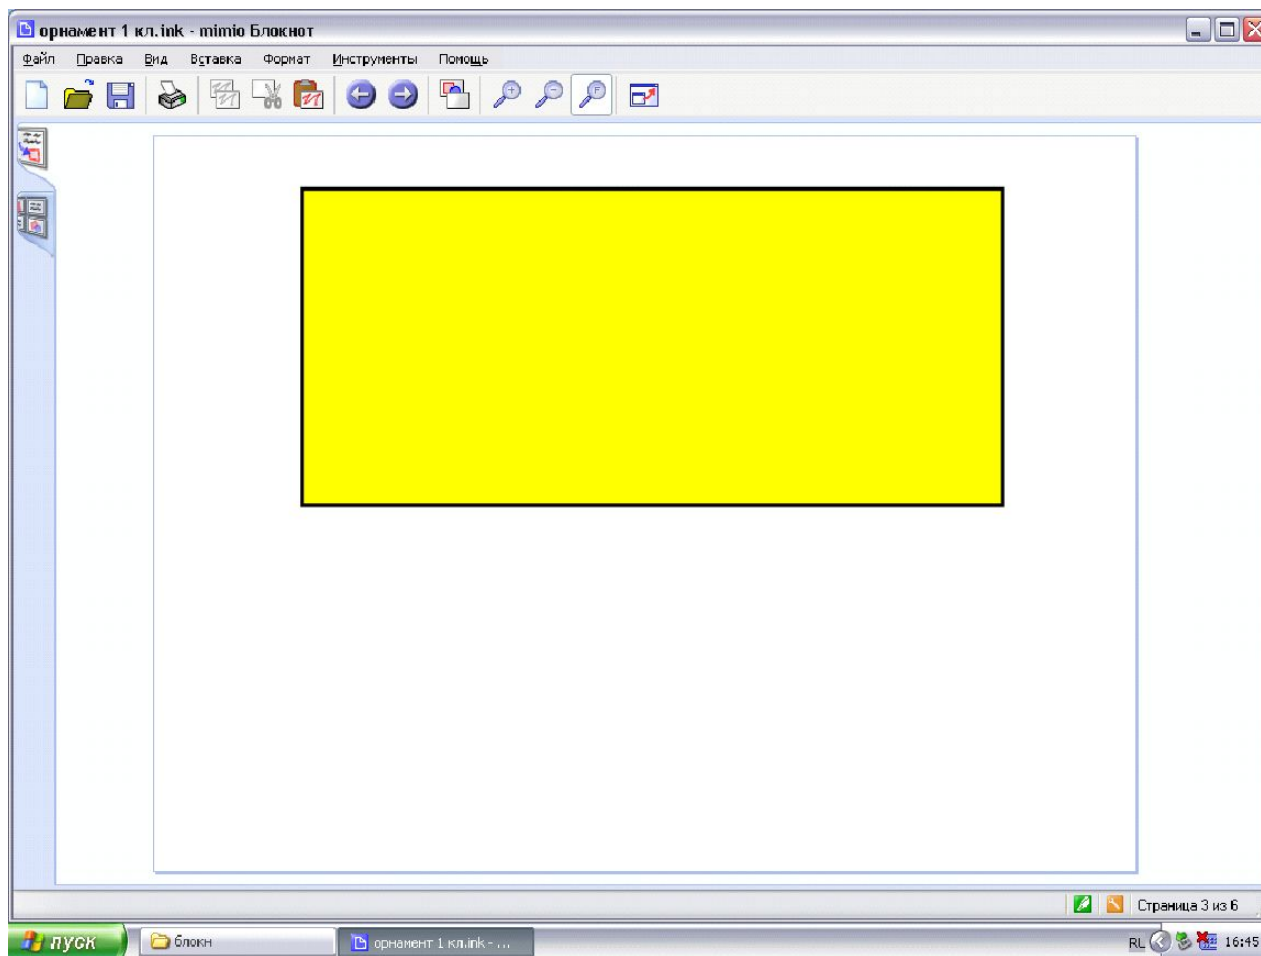 орнамент 1 кл.ink - mimio Блокнот
Файл Правка Вид Вставка Формат Инструменты Помощь
Страница 3 из 6
пуск блокн орнамент 1 кл.ink - ... RL 16:45